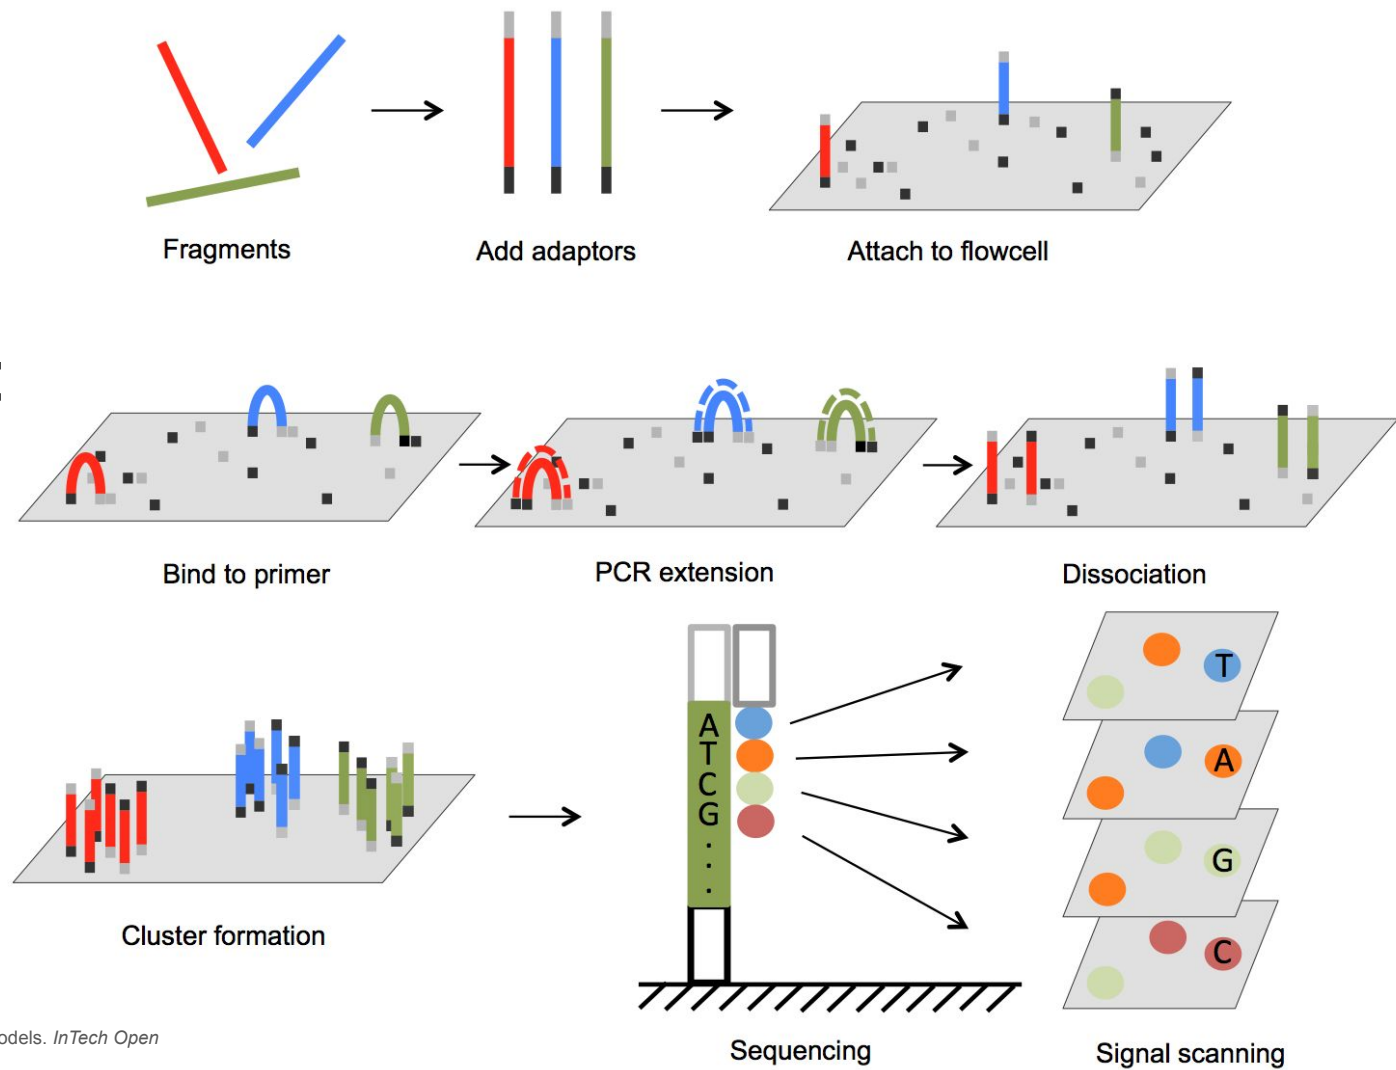 Fragments
Add adaptors
Attach to flowcell
Bind to primer
PCR extension
Dissociation
Cluster formation
A
T
C
G
.
.
.
Sequencing
T
A
G
C
Signal scanning
odels. InTech Open